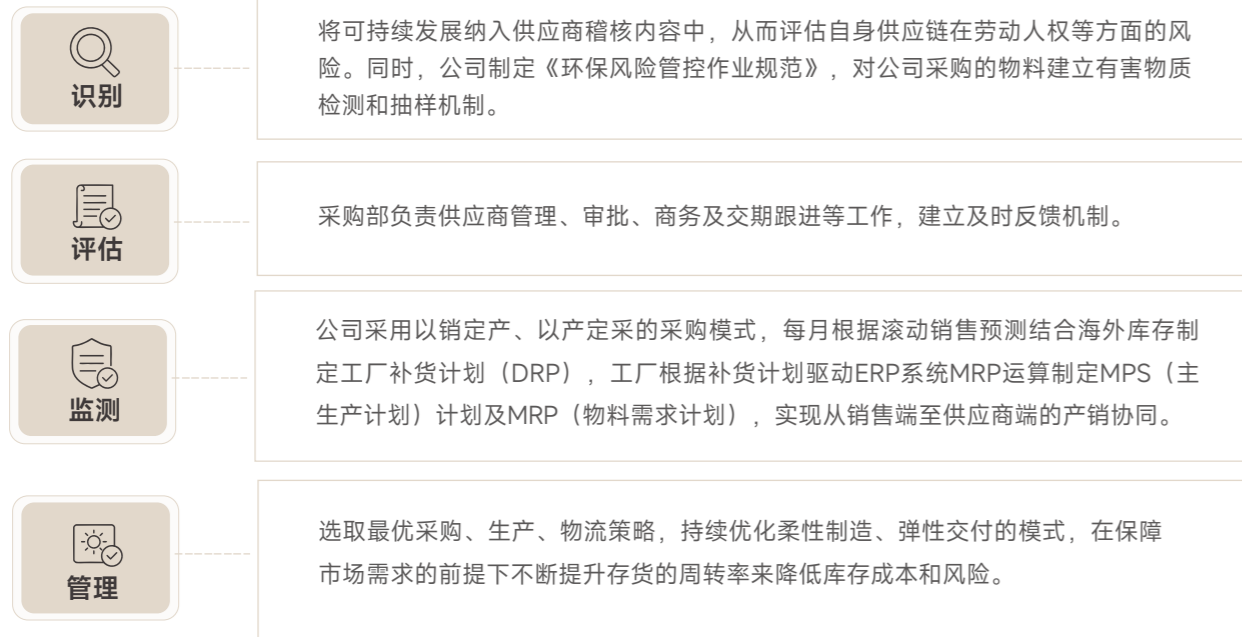 识别
将可持续发展纳入供应商稽核内容中，从而评估自身供应链在劳动人权等方面的风
险。同时，公司制定《环保风险管控作业规范》，对公司采购的物料建立有害物质
检测和抽样机制。
评估
采购部负责供应商管理、审批、商务及交期跟进等工作，建立及时反馈机制。
监测
公司采用以销定产、以产定采的采购模式，每月根据滚动销售预测结合海外库存制
定工厂补货计划（DRP），工厂根据补货计划驱动ERP系统MRP运算制定MPS（主
生产计划）计划及MRP（物料需求计划），实现从销售端至供应商端的产销协同。
管理
选取最优采购、生产、物流策略，持续优化柔性制造、弹性交付的模式，在保障
市场需求的前提下不断提升存货的周转率来降低库存成本和风险。